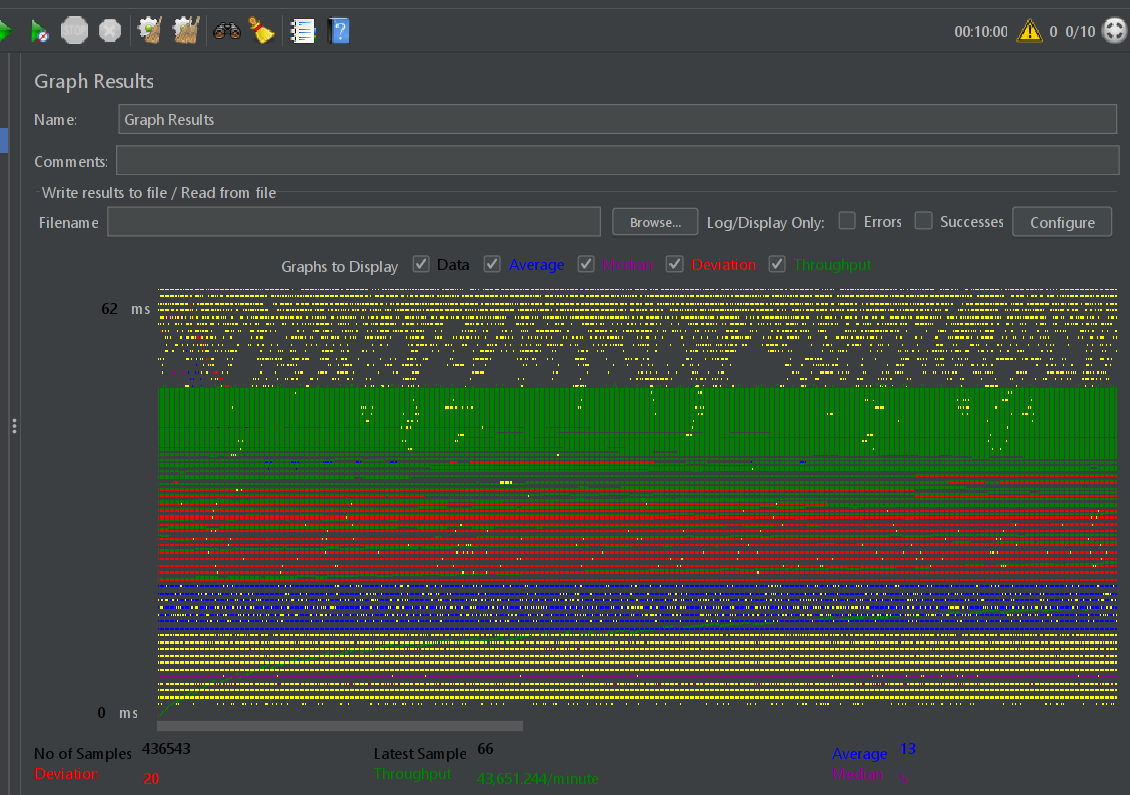 STOP 00:10:00 0 0/10
Graph Results
Name: Graph Results
Comments:
Write results to file / Read from file
Filename Browse... Log/Display Only: Errors Successes Configure
Graphs to Display Data Average Median Deviation Throughput
62 ms
0 ms
No of Samples 436543 Latest Sample 66 Average 13
Deviation 20 Throughput 43,651.244/minute Median 5